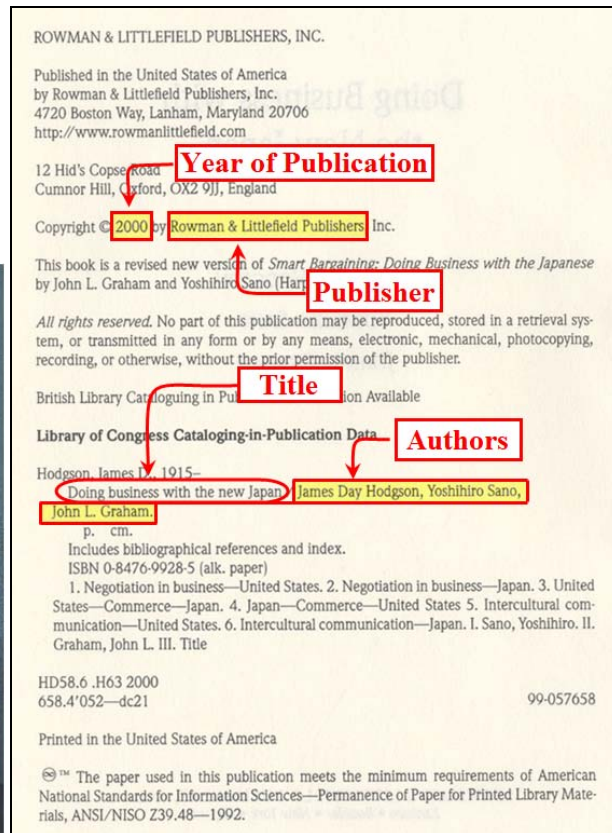 ROWMAN & LITTLEFIELD PUBLISHERS, INC.
Published in the United States of America
by Rowman & Littlefield Publishers, Inc.
4720 Boston Way, Lanham, Maryland 20706
http://www.rowmanlittlefield.com
12 Hid's Copse Road
Year of Publication
Cumnor Hill, Oxford, OX2 9JJ, England
Copyright © 2000 by Rowman & Littlefield Publishers, Inc.
This book is a revised new version of Smart Bargaining: Doing Business with the Japanese
by John L. Graham and Yoshihiro Sano
Publisher
All rights reserved. No part of this publication may be reproduced, stored in a retrieval sys-
tem, or transmitted in any form or by any means, electronic, mechanical, photocopying,
recording, or otherwise, without the prior permission of the publisher.
Title
British Library Cataloguing in Available
Library of Congress Cataloging-in-Publication Data
Authors
Hodgson, James D., 1915–
Doing business with the new Japan James Day Hodgson, Yoshihiro Sano,
John L. Graham.
p. cm.
Includes bibliographical references and index.
ISBN 0-8476-9928-5 (alk. paper)
1. Negotiation in business—United States. 2. Negotiation in business—Japan. 3. United
States—Commerce—Japan. 4. Japan—Commerce—United States 5. Intercultural com-
munication—United States. 6. Intercultural communication—Japan. I. Sano, Yoshihiro. II.
Graham, John L. III. Title
HD58.6 .H63 2000
658.4'052—dc21 99-057658
Printed in the United States of America
™ The paper used in this publication meets the minimum requirements of American
National Standards for Information Sciences—Permanence of Paper for Printed Library Mate-
rials, ANSI/NISO Z39.48—1992.